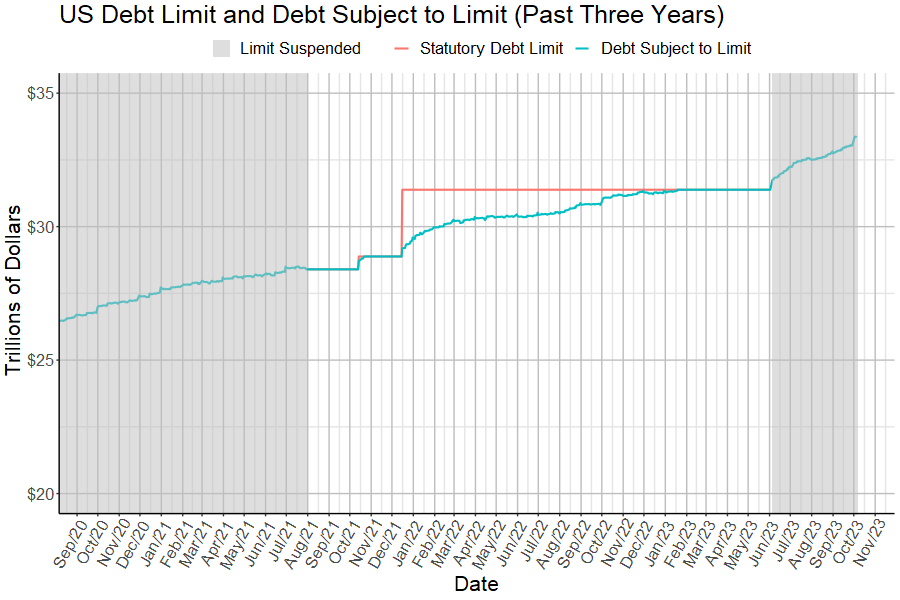 US Debt Limit and Debt Subject to Limit (Past Three Years)
Limit Suspended Statutory Debt Limit Debt Subject to Limit
Trillions of Dollars
$35
$30
$25
$20
Sep/20 Oct/20 Nov/20 Dec/20 Jan/21 Feb/21 Mar/21 Apr/21 May/21 Jun/21 Jul/21 Aug/21 Sep/21 Oct/21 Nov/21 Dec/21 Jan/22 Feb/22 Mar/22 Apr/22 May/22 Jun/22 Jul/22 Aug/22 Sep/22 Oct/22 Nov/22 Dec/22 Jan/23 Feb/23 Mar/23 Apr/23 May/23 Jun/23 Jul/23 Aug/23 Sep/23 Oct/23 Nov/23
Date